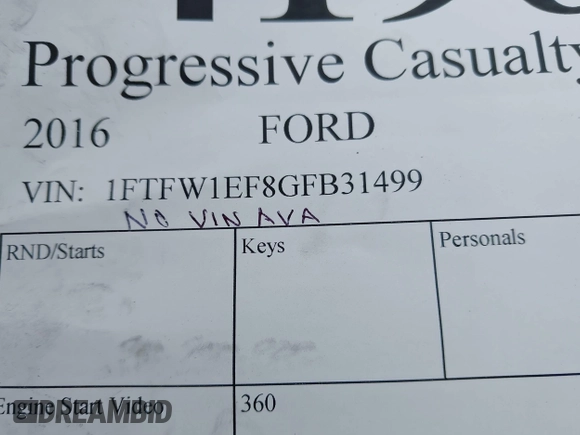 Progressive Casualty
2016 FORD
VIN: 1FTFW1EF8GFB31499
NO VIN AVA
RND/Starts Keys Personals
Engine Start Video 360
DREAMBID